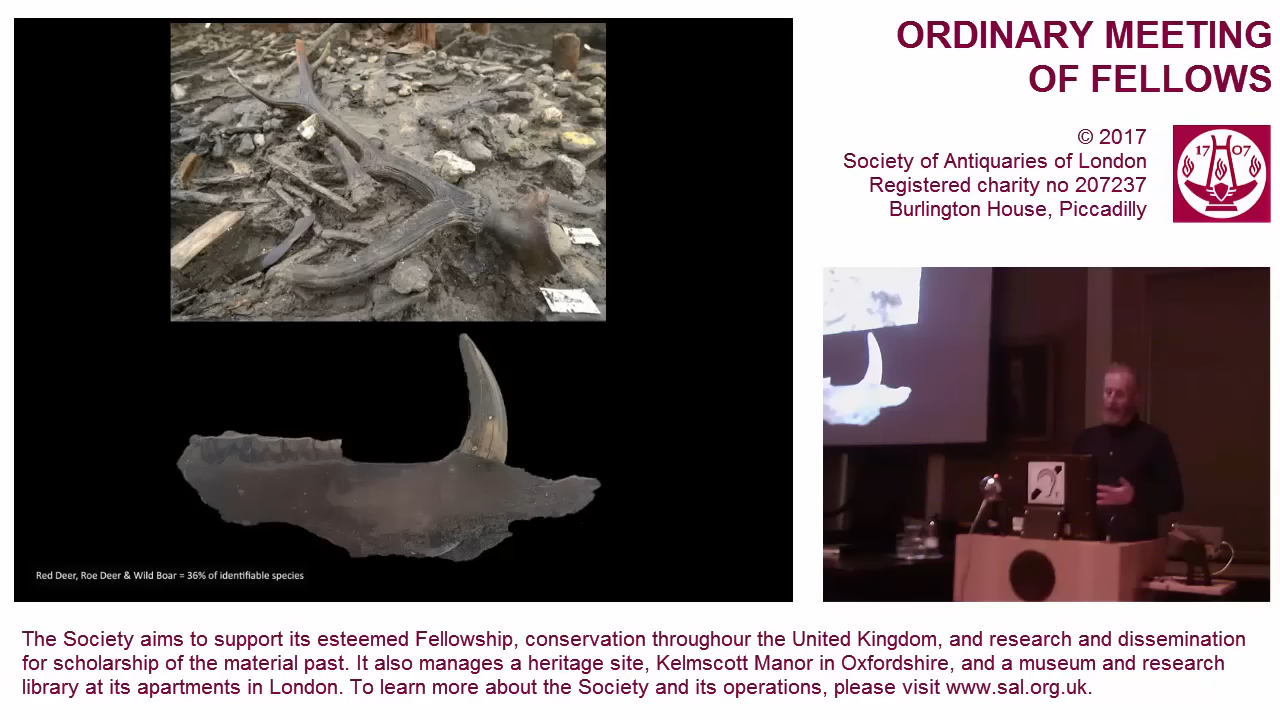 ORDINARY MEETING
OF FELLOWS
© 2017
Society of Antiquaries of London
Registered charity no 207237
Burlington House, Piccadilly
17 07
Red Deer, Roe Deer & Wild Boar = 36% of identifiable species
The Society aims to support its esteemed Fellowship, conservation throughour the United Kingdom, and research and dissemination
for scholarship of the material past. It also manages a heritage site, Kelmscott Manor in Oxfordshire, and a museum and research
library at its apartments in London. To learn more about the Society and its operations, please visit www.sal.org.uk.